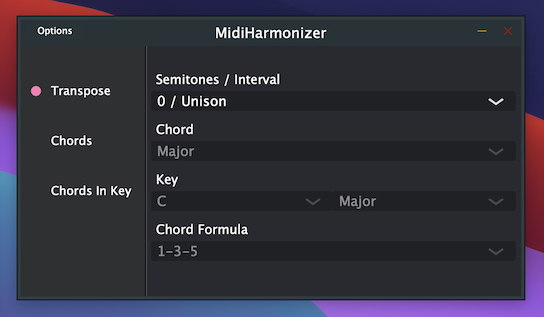 Options
MidiHarmonizer
Transpose
Chords
Chords In Key
Semitones / Interval
0 / Unison
Chord
Major
Key
C
Major
Chord Formula
1-3-5